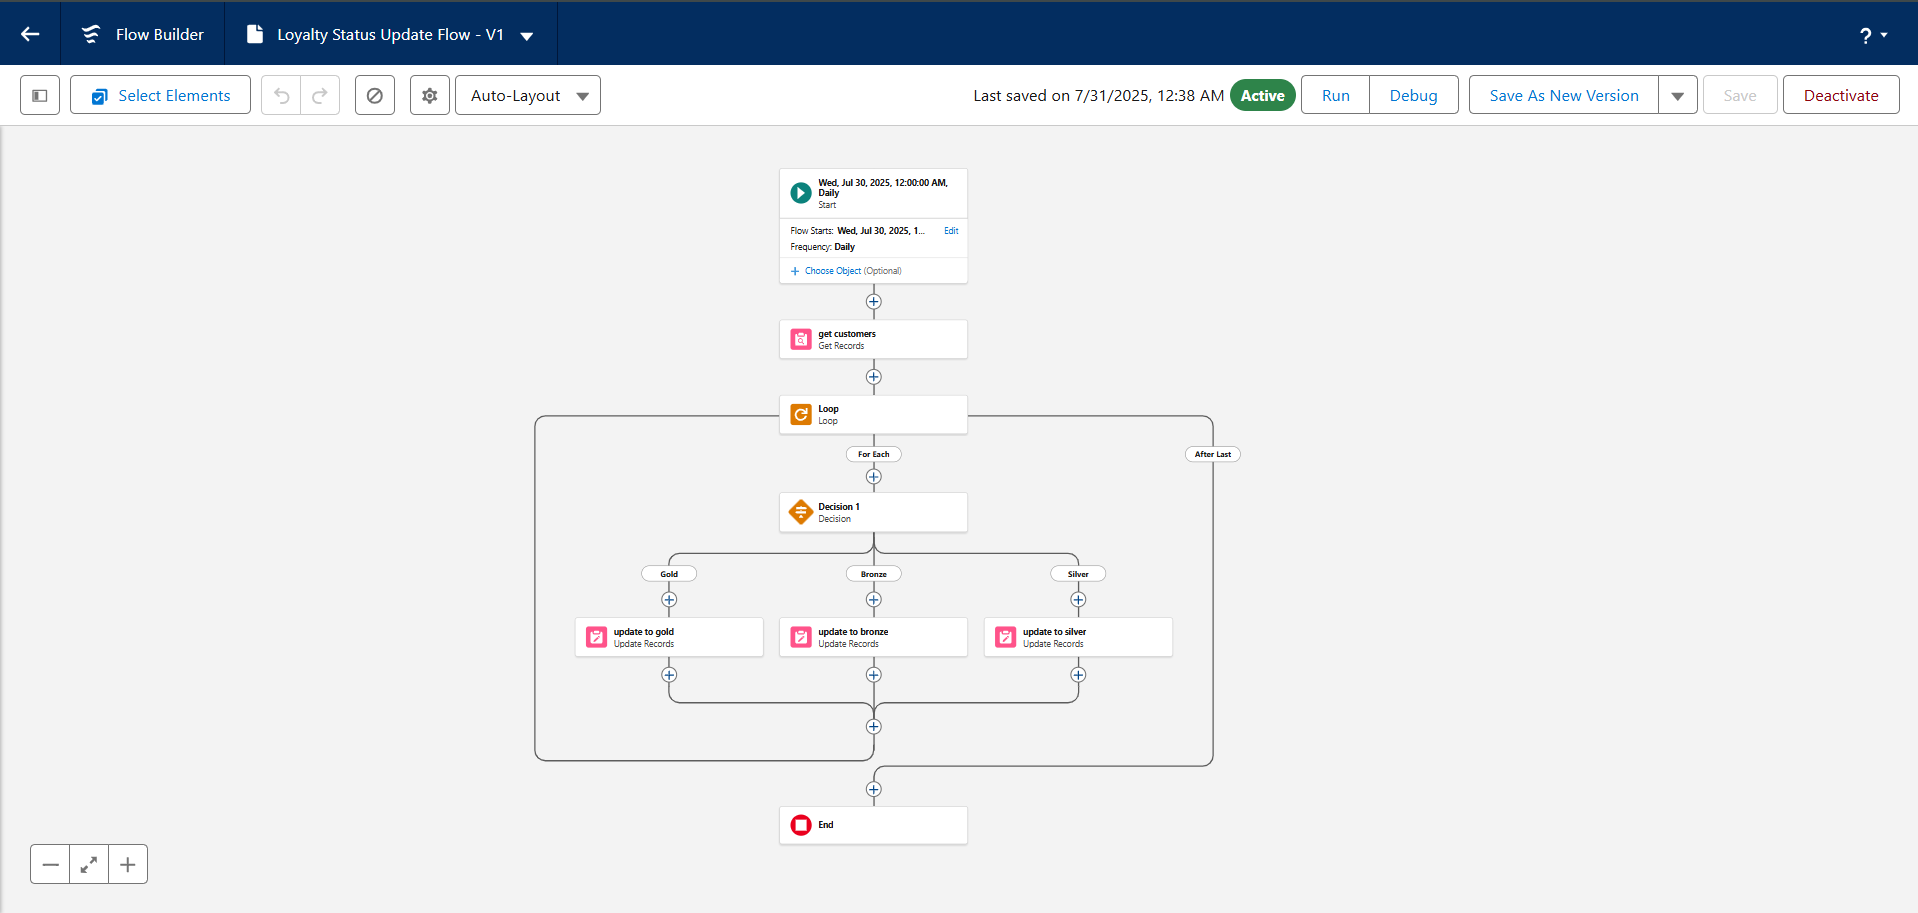 Flow Builder
Loyalty Status Update Flow - V1
?
Select Elements
Auto-Layout
Last saved on 7/31/2025, 12:38 AM
Active
Run
Debug
Save As New Version
Save
Deactivate
Wed, Jul 30, 2025, 12:00:00 AM,
Daily
Start
Flow Starts: Wed, Jul 30, 2025, 1... Edit
Frequency: Daily
+ Choose Object (Optional)
get customers
Get Records
Loop
Loop
For Each
After Last
Decision 1
Decision
Gold
Bronze
Silver
update to gold
Update Records
update to bronze
Update Records
update to silver
Update Records
End